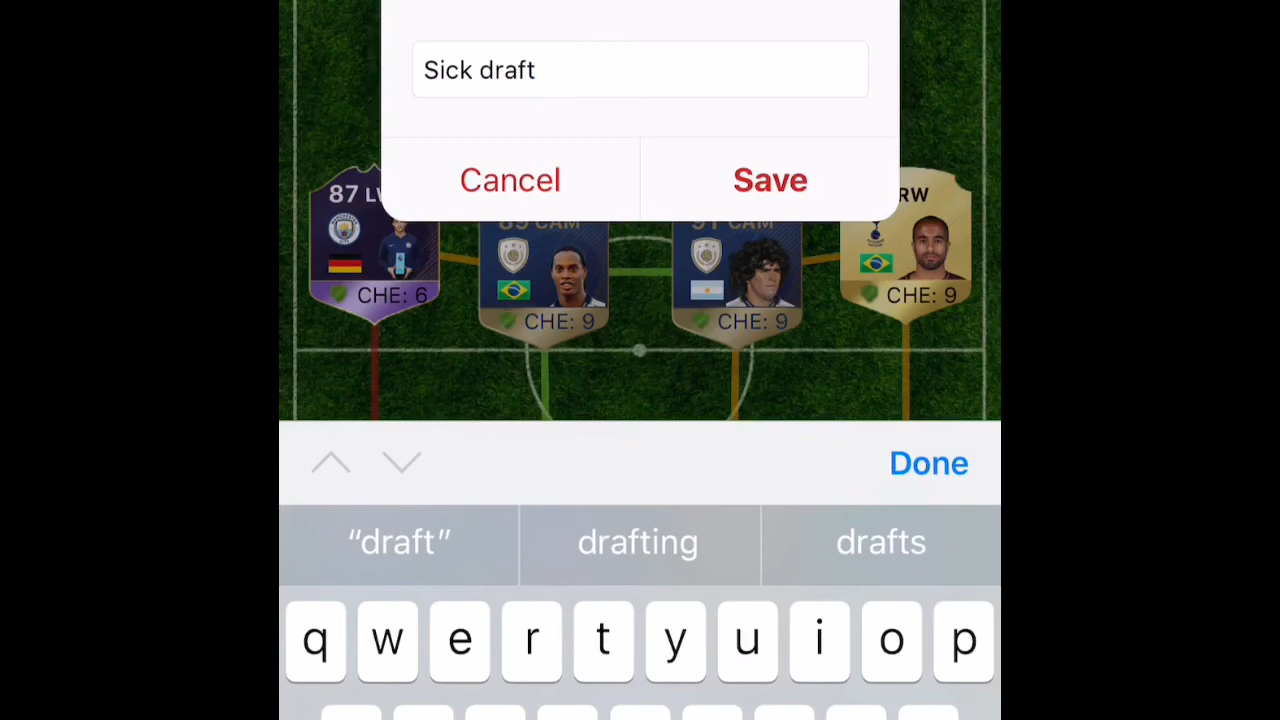 Sick draft
Cancel Save
87 LW RW
89 CAM 91 CAM
CHE: 6 CHE: 9 CHE: 9 CHE: 9
Done
“draft” drafting drafts
q w e r t y u i o p